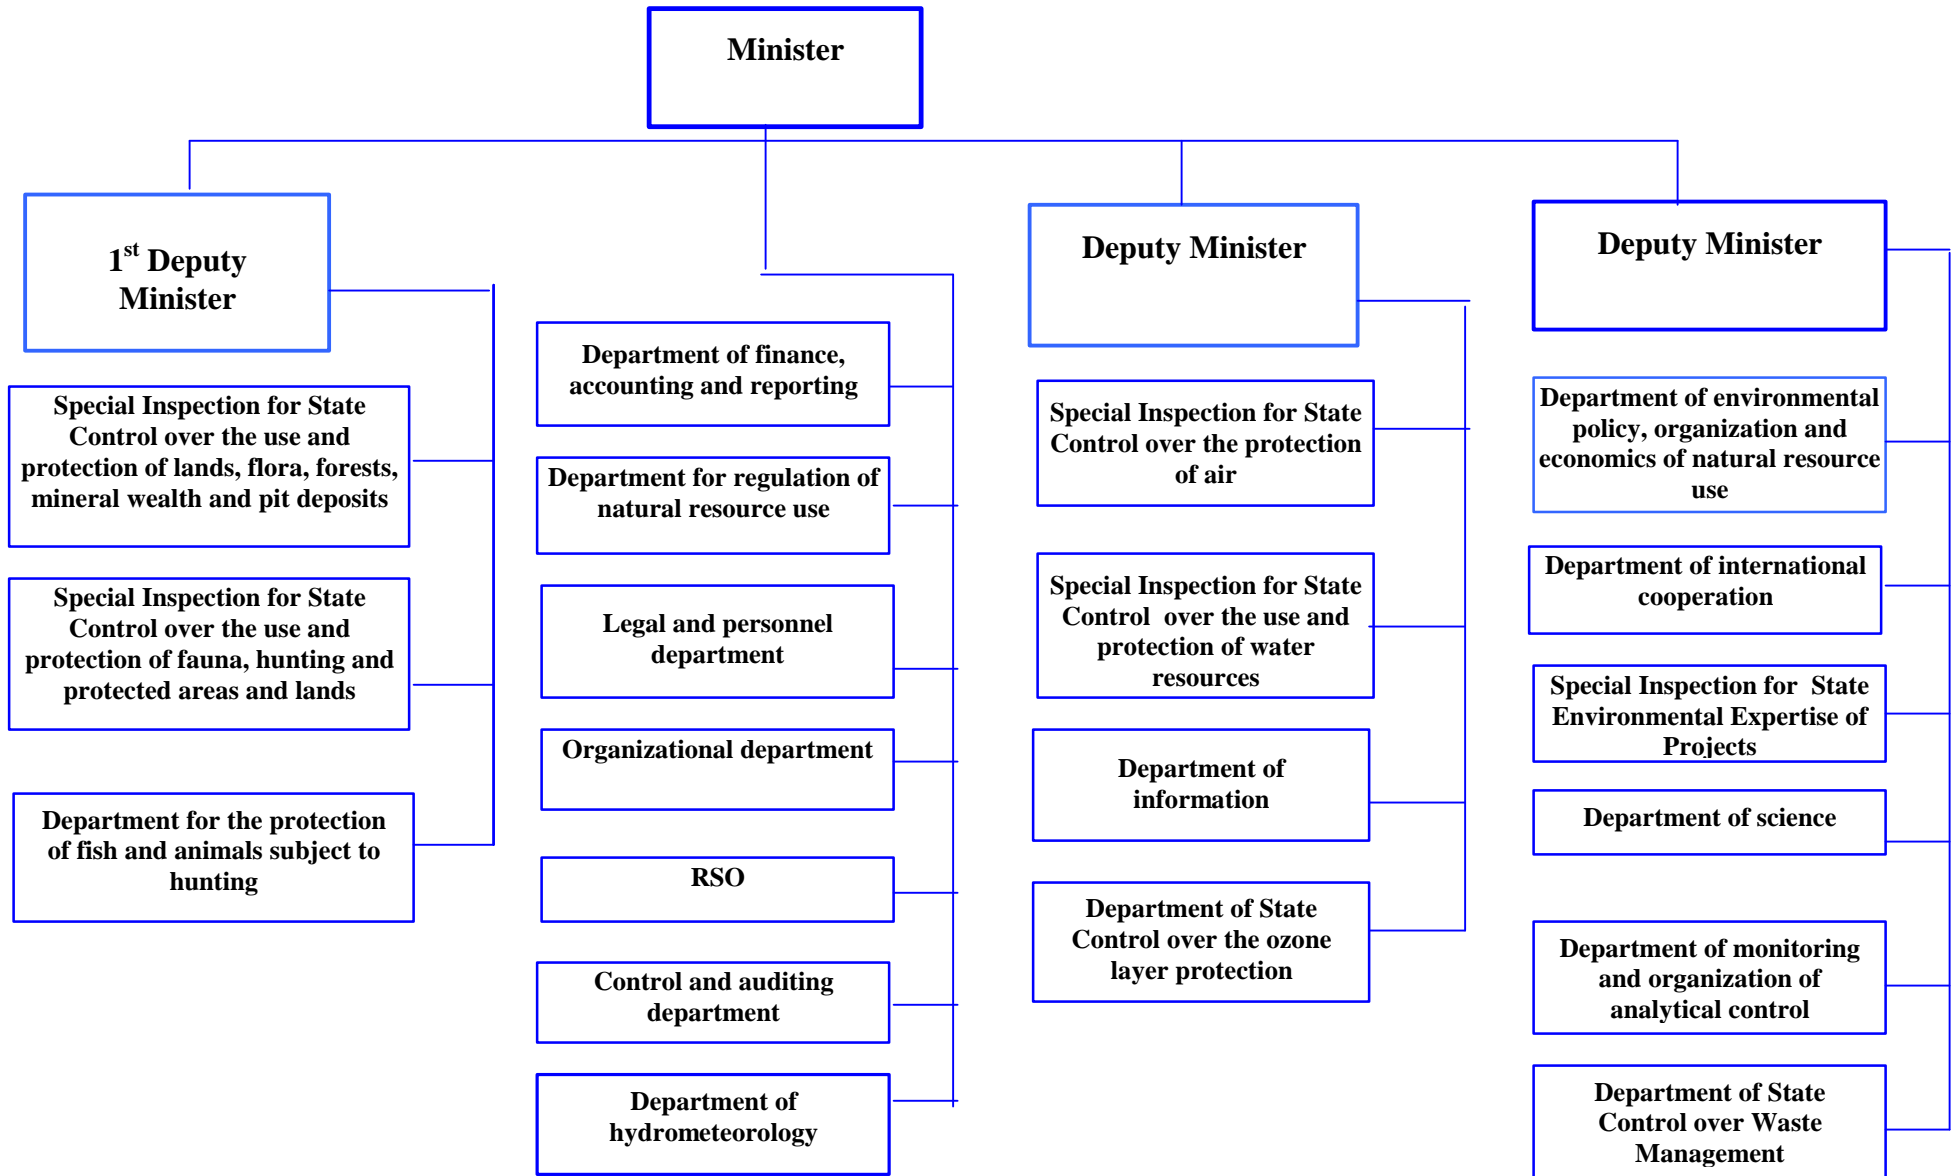 Minister
1st Deputy
Minister
Special Inspection for State
Control over the use and
protection of lands, flora, forests,
mineral wealth and pit deposits
Special Inspection for State
Control over the use and
protection of fauna, hunting and
protected areas and lands
Department for the protection
of fish and animals subject to
hunting
Department of finance,
accounting and reporting
Department for regulation of
natural resource use
Legal and personnel
department
Organizational department
RSO
Control and auditing
department
Department of
hydrometeorology
Deputy Minister
Special Inspection for State
Control over the protection
of air
Special Inspection for State
Control over the use and
protection of water
resources
Department of
information
Department of State
Control over the ozone
layer protection
Deputy Minister
Department of environmental
policy, organization and
economics of natural resource
use
Department of international
cooperation
Special Inspection for State
Environmental Expertise of
Projects
Department of science
Department of monitoring
and organization of
analytical control
Department of State
Control over Waste
Management